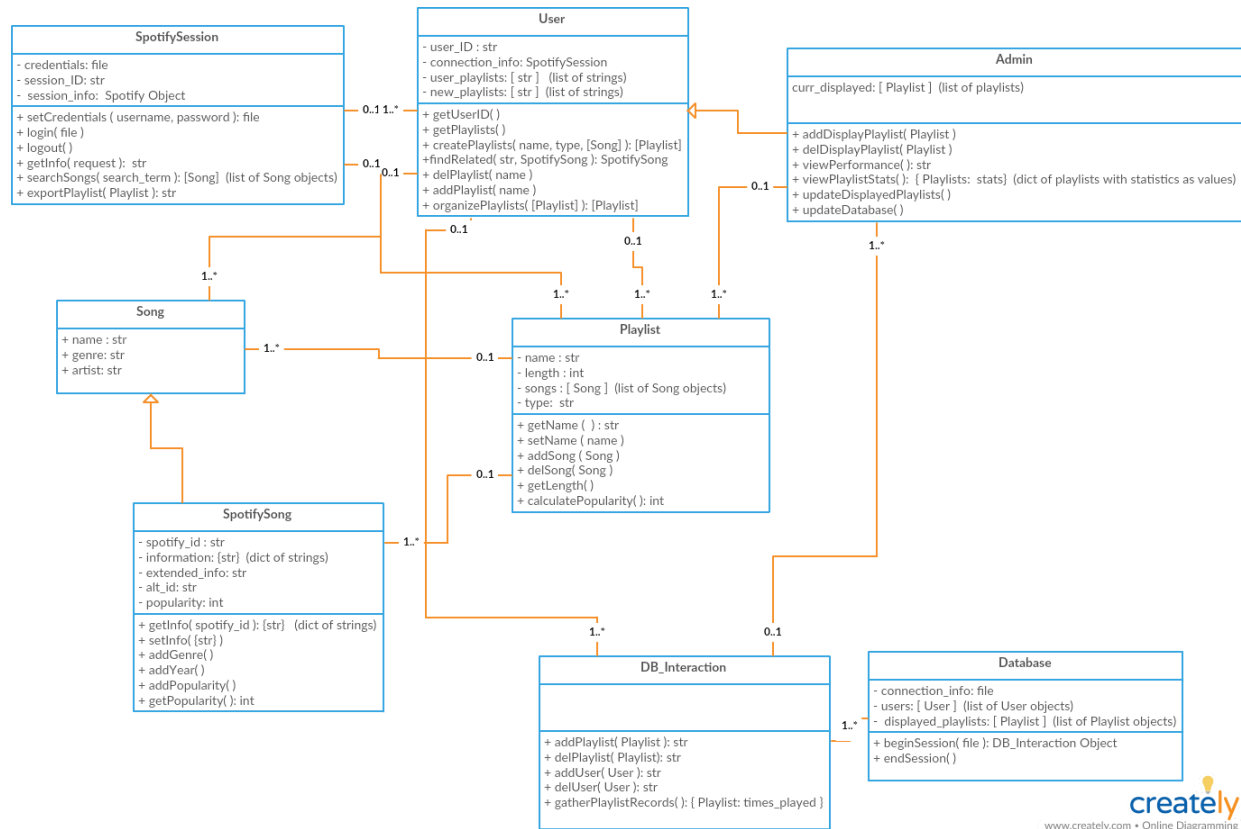 SpotifySession
- credentials: file
- session_ID: str
- session_info: Spotify Object
+ setCredentials ( username, password ): file
+ login( file )
+ logout( )
+ getInfo( request ): str
+ searchSongs( search_term ): [Song] (list of Song objects)
+ exportPlaylist( Playlist ): str
User
- user_ID : str
- connection_info: SpotifySession
- user_playlists: [ str ] (list of strings)
- new_playlists: [ str ] (list of strings)
+ getUserID( )
+ getPlaylists( )
+ createPlaylists( name, type, [Song] ): [Playlist]
+findRelated( str, SpotifySong ): SpotifySong
+ delPlaylist( name )
+ addPlaylist( name )
+ organizePlaylists( [Playlist] ): [Playlist]
Admin
curr_displayed: [ Playlist ] (list of playlists)
+ addDisplayPlaylist( Playlist )
+ delDisplayPlaylist( Playlist )
+ viewPerformance( ): str
+ viewPlaylistStats( ): { Playlists: stats} (dict of playlists with statistics as values)
+ updateDisplayedPlaylists( )
+ updateDatabase( )
0..1 1..*
0..1
0..1
0..1
0..1
0..1
1..*
1..*
1..*
1..*
1..*
Song
+ name : str
+ genre: str
+ artist: str
1..*
0..1
Playlist
- name : str
- length : int
- songs : [ Song ] (list of Song objects)
- type: str
+ getName ( ) : str
+ setName ( name )
+ addSong ( Song )
+ delSong( Song )
+ getLength( )
+ calculatePopularity( ): int
0..1
1..*
SpotifySong
- spotify_id : str
- information: {str} (dict of strings)
- extended_info: str
- alt_id: str
- popularity: int
+ getInfo( spotify_id ): {str} (dict of strings)
+ setInfo( {str} )
+ addGenre( )
+ addYear( )
+ addPopularity( )
+ getPopularity( ): int
1..*
0..1
DB_Interaction
+ addPlaylist( Playlist ): str
+ delPlaylist( Playlist): str
+ addUser( User ): str
+ delUser( User ): str
+ gatherPlaylistRecords( ): { Playlist: times_played }
1..*
Database
- connection_info: file
- users: [ User ] (list of User objects)
- displayed_playlists: [ Playlist ] (list of Playlist objects)
+ beginSession( file ): DB_Interaction Object
+ endSession( )
creately
www.creately.com • Online Diagramming